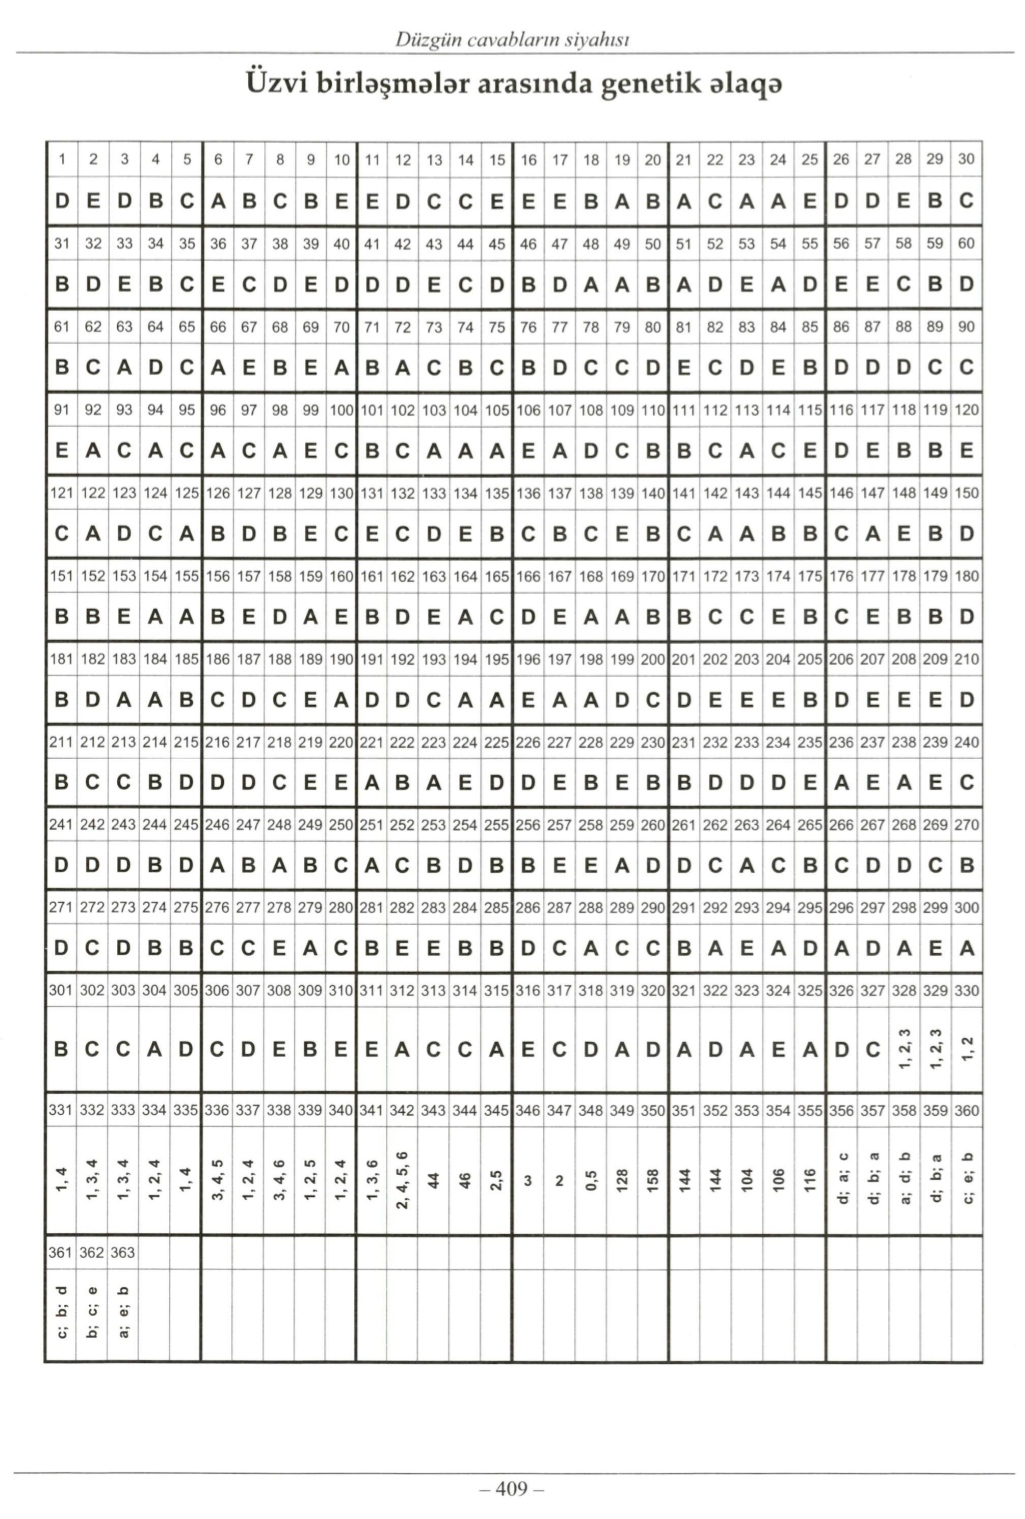 Düzgün cavabların siyahısı
Üzvi birləşmələr arasında genetik əlaqə
1 2 3 4 5 6 7 8 9 10 11 12 13 14 15 16 17 18 19 20 21 22 23 24 25 26 27 28 29 30
D E D B C A B C B E E D C C E E E B A B A C A A E D D E B C
31 32 33 34 35 36 37 38 39 40 41 42 43 44 45 46 47 48 49 50 51 52 53 54 55 56 57 58 59 60
B D E B C E C D E D D D E C D B D A A B A D E A D E E C B D
61 62 63 64 65 66 67 68 69 70 71 72 73 74 75 76 77 78 79 80 81 82 83 84 85 86 87 88 89 90
B C A D C A E B E A B A C B C B D C C D E C D E B D D D C C
91 92 93 94 95 96 97 98 99 100 101 102 103 104 105 106 107 108 109 110 111 112 113 114 115 116 117 118 119 120
E A C A C A C A E C B C A A A E A D C B B C A C E D E B B E
121 122 123 124 125 126 127 128 129 130 131 132 133 134 135 136 137 138 139 140 141 142 143 144 145 146 147 148 149 150
C A D C A B D B E C E C D E B C B C E B C A A B B C A E B D
151 152 153 154 155 156 157 158 159 160 161 162 163 164 165 166 167 168 169 170 171 172 173 174 175 176 177 178 179 180
B B E A A B E D A E B D E A C D E A A B B C C E B C E B B D
181 182 183 184 185 186 187 188 189 190 191 192 193 194 195 196 197 198 199 200 201 202 203 204 205 206 207 208 209 210
B D A A B C D C E A D D C A A E A A D C D E E E B D E E E D
211 212 213 214 215 216 217 218 219 220 221 222 223 224 225 226 227 228 229 230 231 232 233 234 235 236 237 238 239 240
B C C B D D D C E E A B A E D D E B E B B D D D E A E A E C
241 242 243 244 245 246 247 248 249 250 251 252 253 254 255 256 257 258 259 260 261 262 263 264 265 266 267 268 269 270
D D D B D A B A B C A C B D B B E E A D D C A C B C D D C B
271 272 273 274 275 276 277 278 279 280 281 282 283 284 285 286 287 288 289 290 291 292 293 294 295 296 297 298 299 300
D C D B B C C E A C B E E B B D C A C C B A E A D A D A E A
301 302 303 304 305 306 307 308 309 310 311 312 313 314 315 316 317 318 319 320 321 322 323 324 325 326 327 328 329 330
B C C A D C D E B E E A C C A E C D A D A D A E A D C 1, 2, 3 1, 2, 3 1, 2
331 332 333 334 335 336 337 338 339 340 341 342 343 344 345 346 347 348 349 350 351 352 353 354 355 356 357 358 359 360
1, 4 1, 3, 4 1, 3, 4 1, 2, 4 1, 4 3, 4, 5 1, 2, 4 3, 4, 6 1, 2, 5 1, 2, 4 1, 3, 6 2, 4, 5, 6 44 46 2,5 3 2 0,5 128 158 144 144 104 106 116 d; a; c d; b; a a; d; b d; b; a c; e; b
361 362 363
c; b; d b; c; e a; e; b
– 409 –